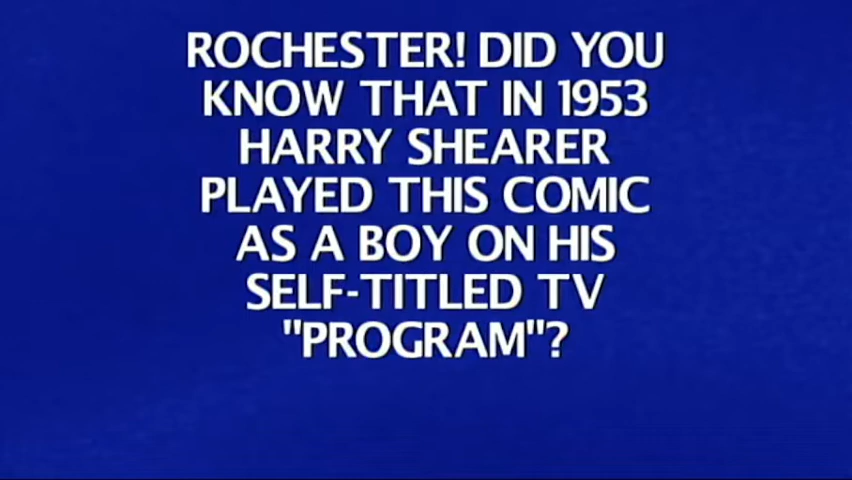 ROCHESTER! DID YOU
KNOW THAT IN 1953
HARRY SHEARER
PLAYED THIS COMIC
AS A BOY ON HIS
SELF-TITLED TV
"PROGRAM"?